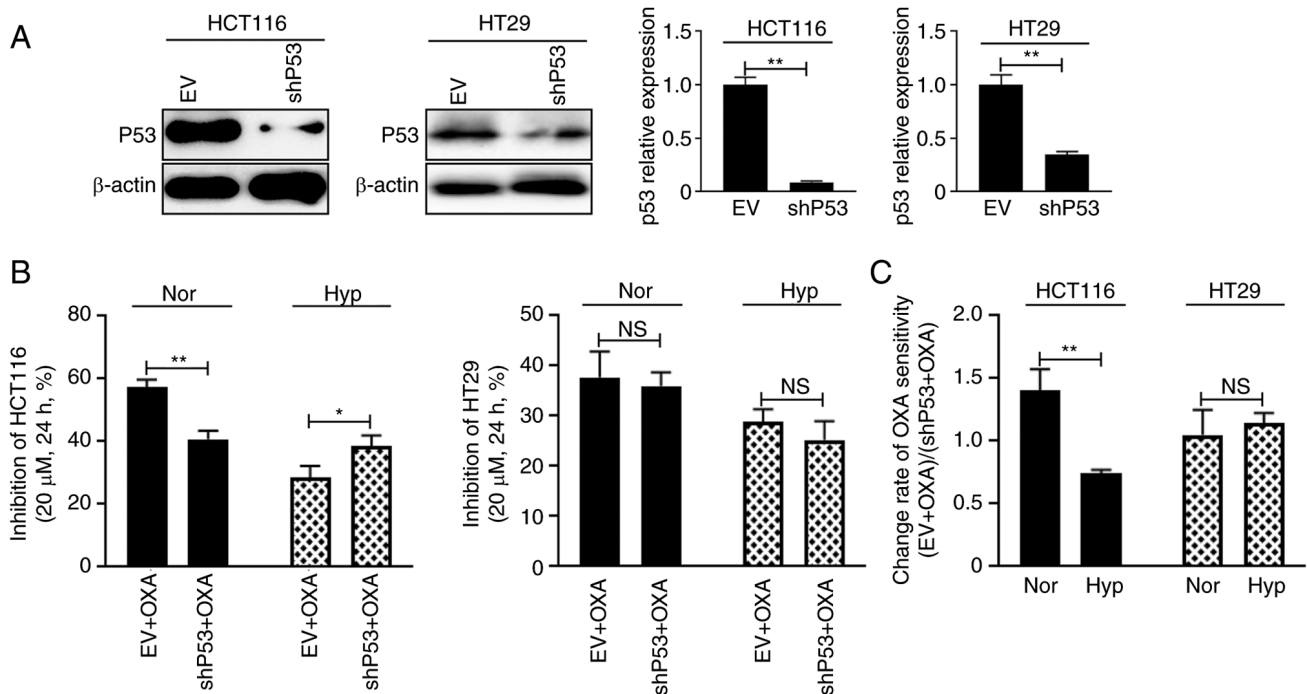 A
HCT116
EV
shP53
P53
β-actin
HT29
EV
shP53
P53
β-actin
p53 relative expression
HCT116
**
1.5
1.0
0.5
0
EV
shP53
p53 relative expression
HT29
**
1.5
1.0
0.5
0
EV
shP53
B
Inhibition of HCT116
(20 μM, 24 h, %)
Nor
Hyp
80
60
40
20
0
**
*
EV+OXA
shP53+OXA
EV+OXA
shP53+OXA
Inhibition of HT29
(20 μM, 24 h, %)
Nor
Hyp
50
40
30
20
10
0
NS
NS
EV+OXA
shP53+OXA
EV+OXA
shP53+OXA
C
Change rate of OXA sensitivity
(EV+OXA)/(shP53+OXA)
HCT116
HT29
2.0
1.5
1.0
0.5
0
**
NS
Nor
Hyp
Nor
Hyp